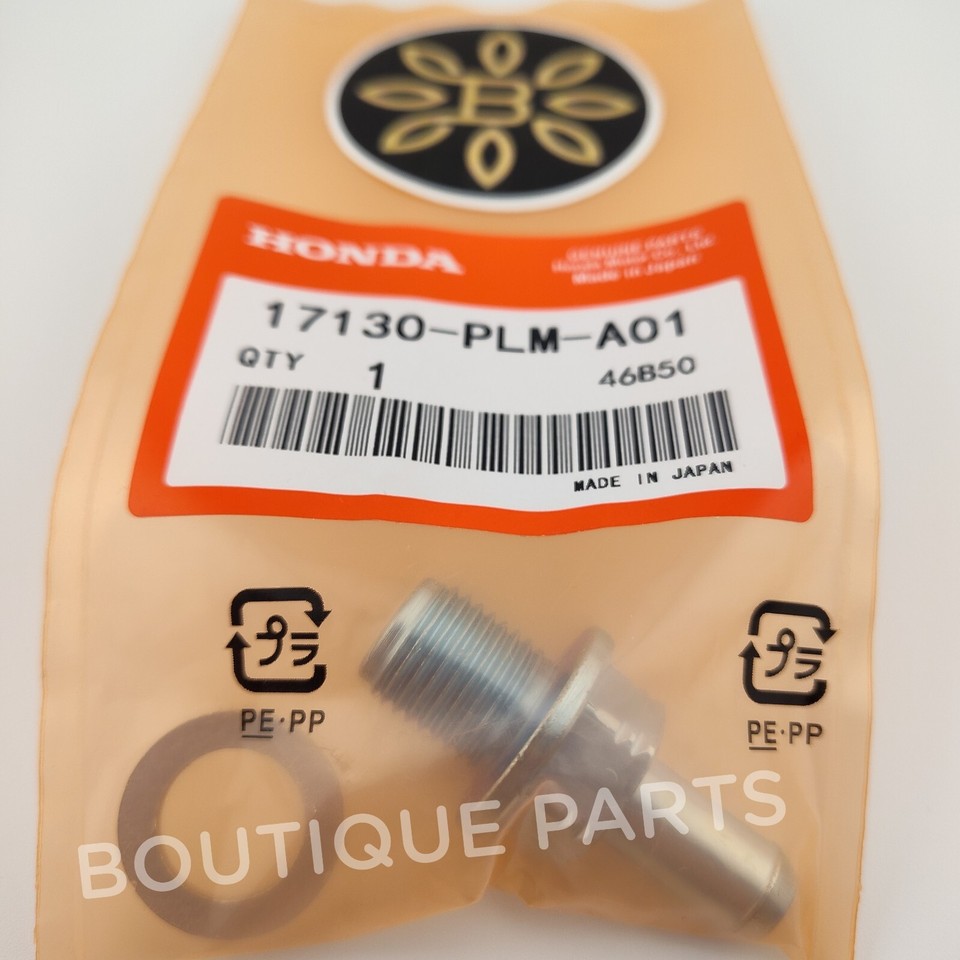 B
HONDA
GENUINE PARTS
Honda Motor Co., Ltd.
Made in Japan
17130-PLM-A01
QTY 1 46B50
MADE IN JAPAN
プラ
PE・PP
プラ
PE・PP
BOUTIQUE PARTS